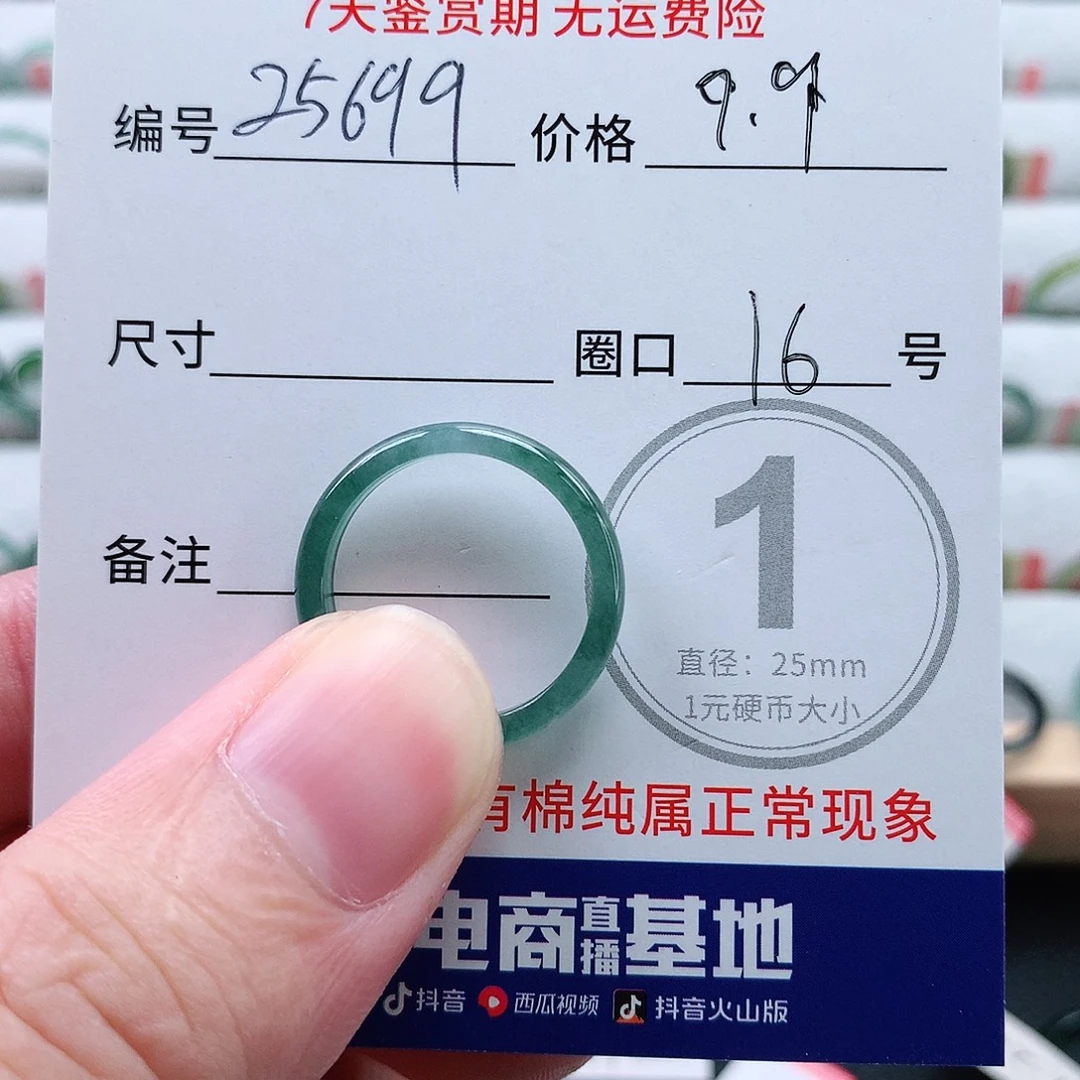 7天鉴赏期 无运费险
编号 25699 价格 9.9
尺寸 圈口 16 号
备注
1
直径：25mm
1元硬币大小
有棉纯属正常现象
电商直播基地
抖音 西瓜视频 抖音火山版